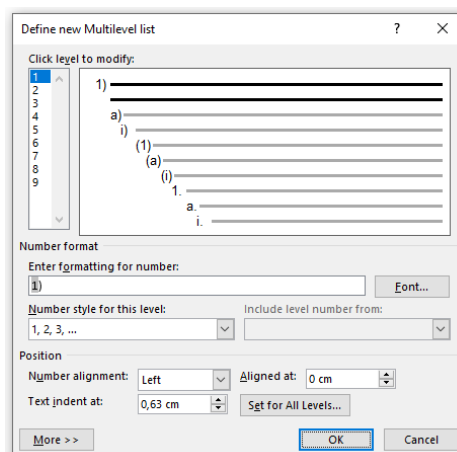 Define new Multilevel list ? ×
Click level to modify:
1
2
3
4
5
6
7
8
9
1)
a)
i)
(1)
(a)
(i)
1.
a.
i.
Number format
Enter formatting for number:
1)
Font...
Number style for this level: Include level number from:
1, 2, 3, ...
Position
Number alignment: Left Aligned at: 0 cm
Text indent at: 0,63 cm Set for All Levels...
More >> OK Cancel